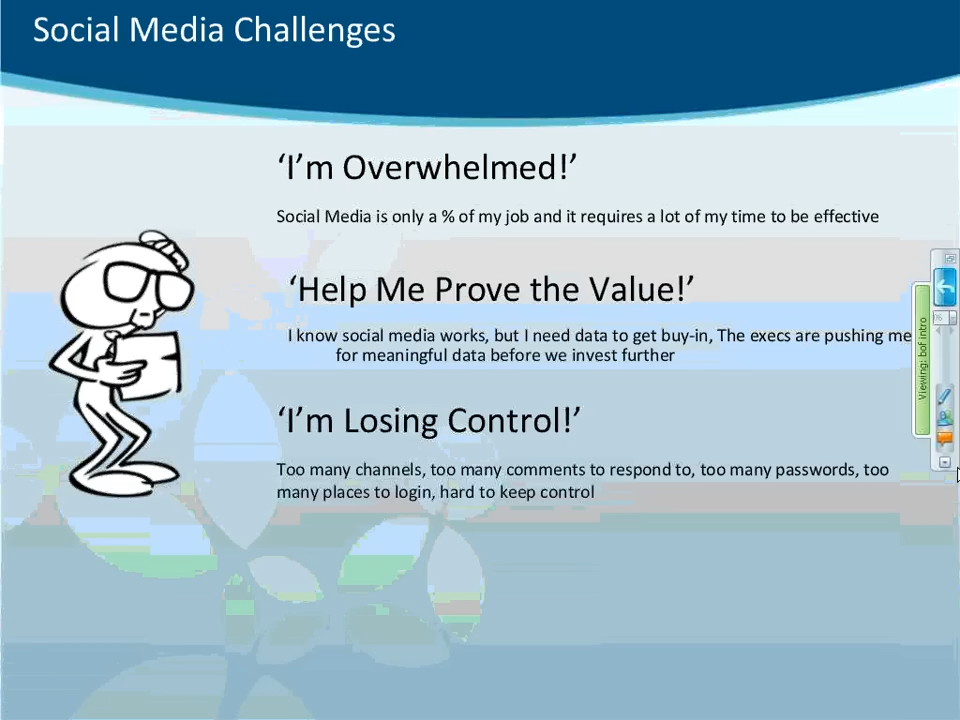 Social Media Challenges
‘I’m Overwhelmed!’
Social Media is only a % of my job and it requires a lot of my time to be effective
‘Help Me Prove the Value!’
I know social media works, but I need data to get buy-in, The execs are pushing me
for meaningful data before we invest further
‘I’m Losing Control!’
Too many channels, too many comments to respond to, too many passwords, too
many places to login, hard to keep control
Viewing: bof intro